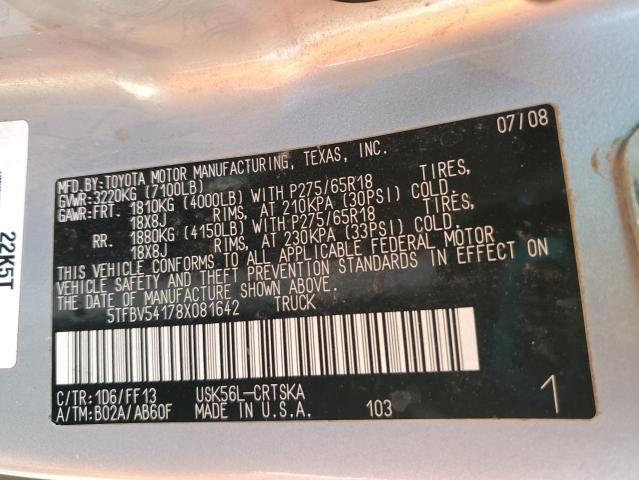 07/08
MFD.BY:TOYOTA MOTOR MANUFACTURING, TEXAS, INC.
GVWR:3220KG (7100LB)
GAWR:FRT. 1810KG (4000LB) WITH P275/65R18 TIRES,
18X8J RIMS, AT 210KPA (30PSI) COLD.
RR. 1880KG (4150LB) WITH P275/65R18 TIRES,
18X8J RIMS, AT 230KPA (33PSI) COLD.
THIS VEHICLE CONFORMS TO ALL APPLICABLE FEDERAL MOTOR
VEHICLE SAFETY AND THEFT PREVENTION STANDARDS IN EFFECT ON
THE DATE OF MANUFACTURE SHOWN ABOVE.
5TFBV54178X081642 TRUCK
C/TR:1D6/FF13 USK56L-CRTSKA
A/TM:B02A/AB60F MADE IN U.S.A. 103 1
22K5T